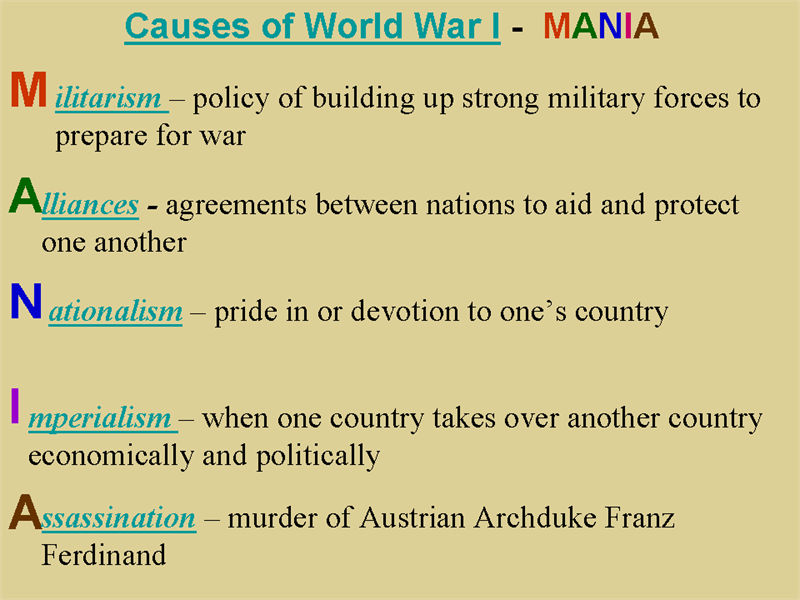 Causes of World War I - MANIA
Militarism – policy of building up strong military forces to
prepare for war
Alliances - agreements between nations to aid and protect
one another
Nationalism – pride in or devotion to one’s country
Imperialism – when one country takes over another country
economically and politically
Assassination – murder of Austrian Archduke Franz
Ferdinand